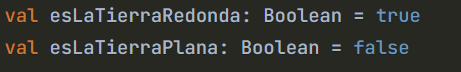 val esLaTierraRedonda: Boolean = true
val esLaTierraPlana: Boolean = false